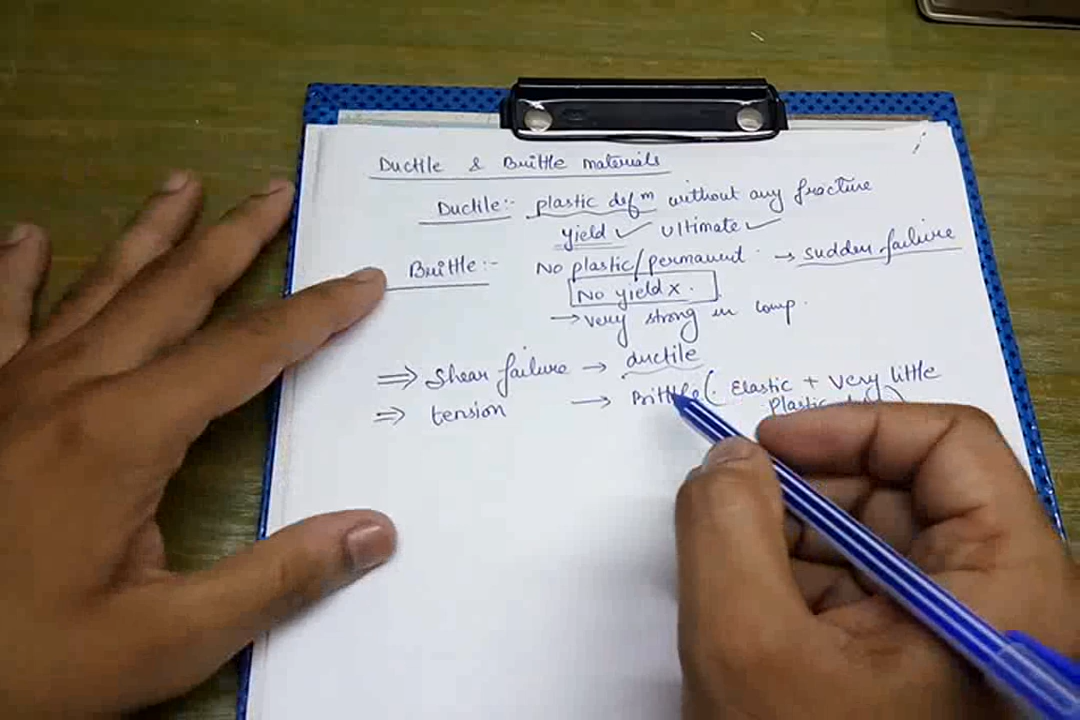 Ductile & Brittle materials
Ductile:- plastic defm without any fracture
yield ✓ Ultimate ✓
Brittle:- No plastic/permanent → sudden failure
No yield x.
→ very strong in comp.
⇒ Shear failure → ductile
⇒ tension → Brittle (Elastic + very little
Plastic